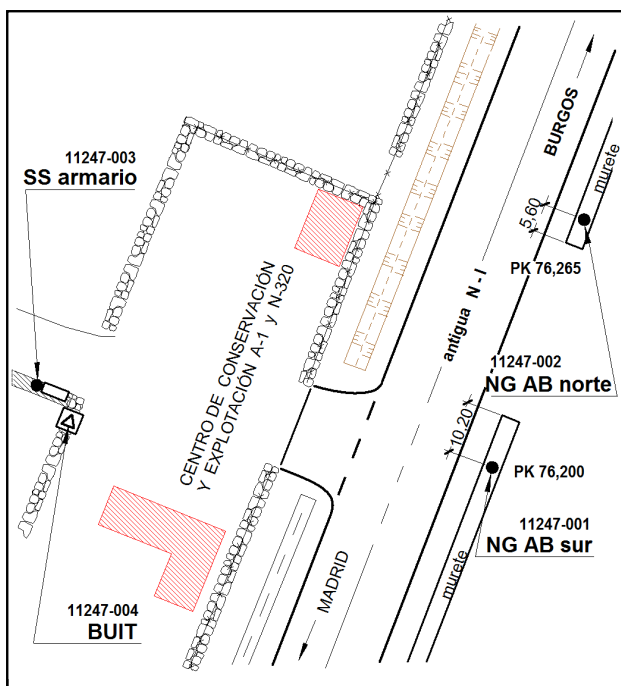 11247-003
SS armario
BURGOS
murete
5,60
PK 76,265
antigua N - I
11247-002
NG AB norte
CENTRO DE CONSERVACIÓN
Y EXPLOTACIÓN A-1 y N-320
10,20
PK 76,200
11247-001
NG AB sur
murete
MADRID
11247-004
BUIT